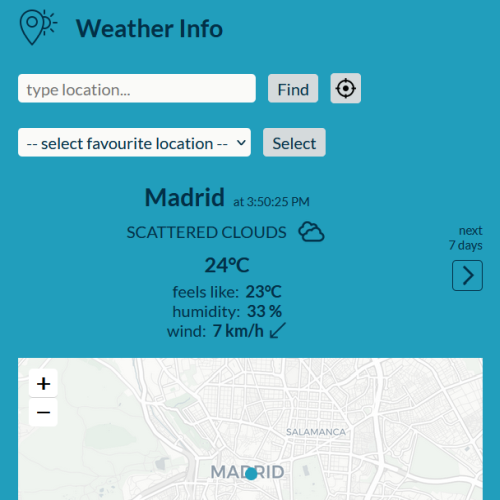 Weather Info
type location...
Find
-- select favourite location --
Select
Madrid at 3:50:25 PM
SCATTERED CLOUDS
24°C
feels like: 23°C
humidity: 33 %
wind: 7 km/h
next
7 days
+
−
SALAMANCA
MADRID